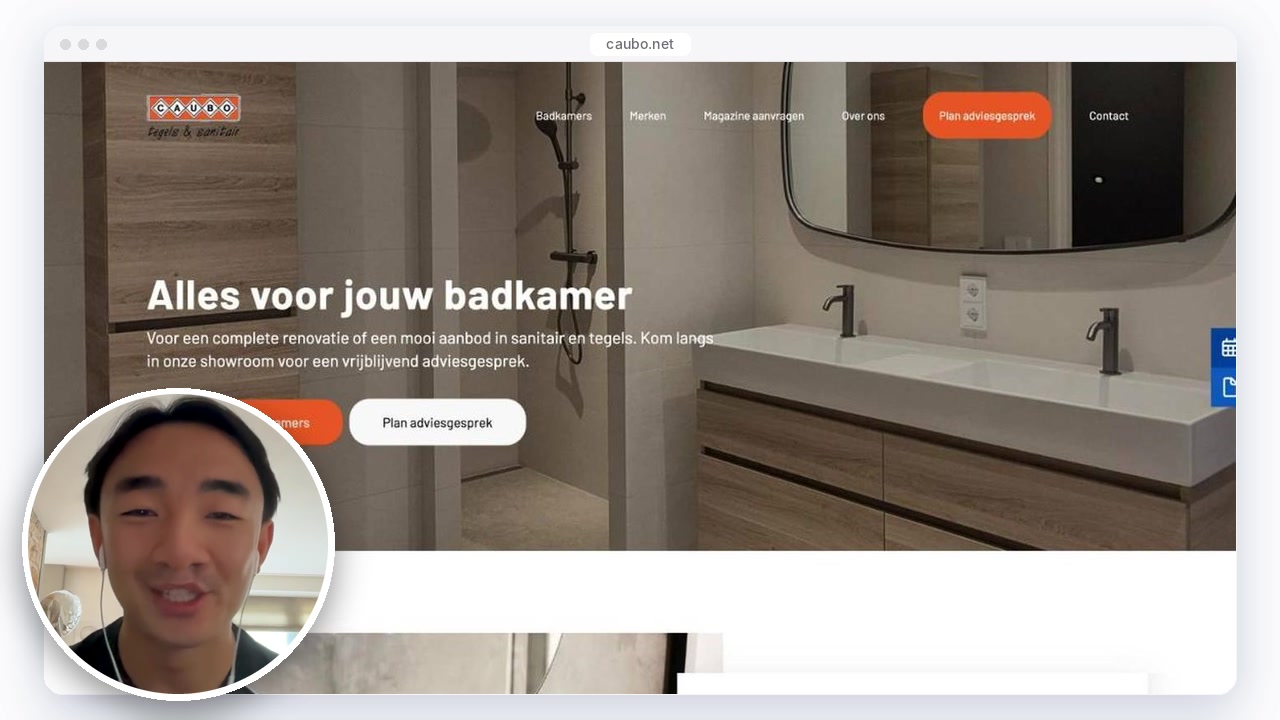 caubo.net
CAUBO
tegels & sanitair
Badkamers
Merken
Magazine aanvragen
Over ons
Plan adviesgesprek
Contact
Alles voor jouw badkamer
Voor een complete renovatie of een mooi aanbod in sanitair en tegels. Kom langs
in onze showroom voor een vrijblijvend adviesgesprek.
Plan adviesgesprek